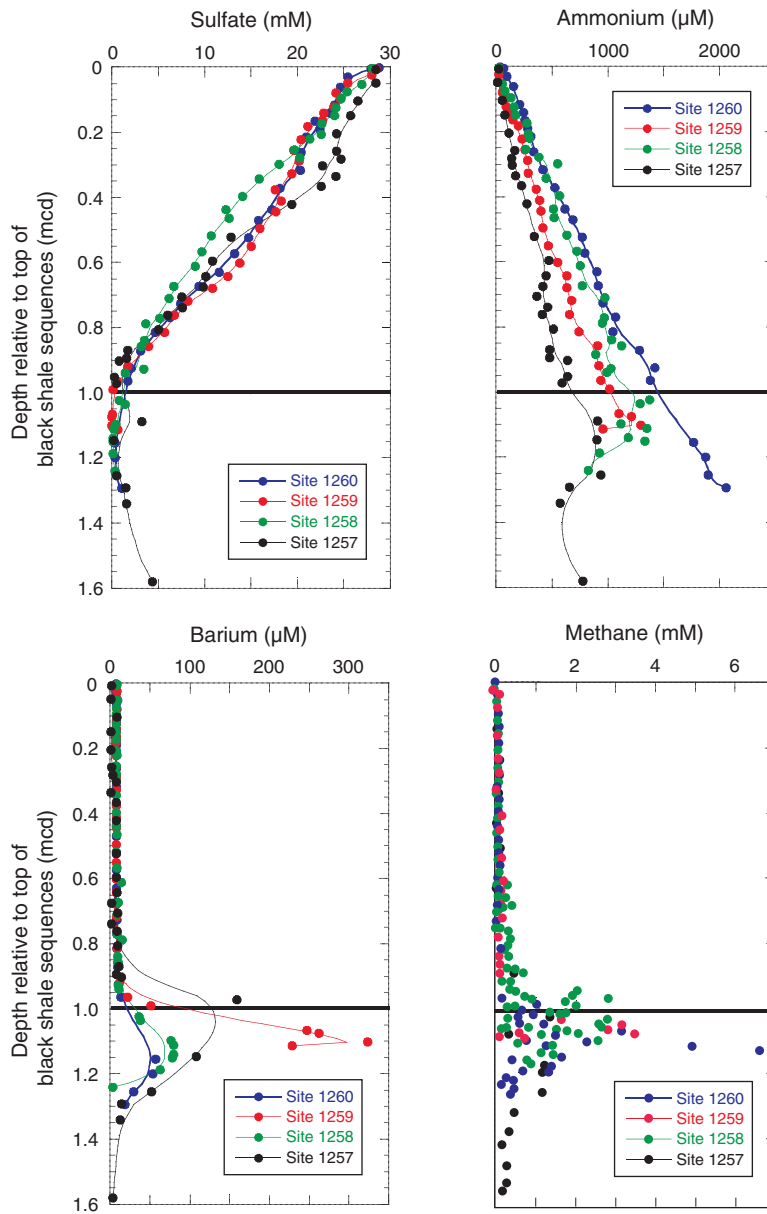 Sulfate (mM)
0 10 20 30
Ammonium (µM)
1000 2000
0
0.2
0.4
0.6
0.8
1.0
1.2
1.4
1.6
Depth relative to top of
black shale sequences (mcd)
Site 1260
Site 1259
Site 1258
Site 1257
Site 1260
Site 1259
Site 1258
Site 1257
Barium (µM)
0 100 200 300
Methane (mM)
0 2 4 6
0
0.2
0.4
0.6
0.8
1.0
1.2
1.4
1.6
Depth relative to top of
black shale sequences (mcd)
Site 1260
Site 1259
Site 1258
Site 1257
Site 1260
Site 1259
Site 1258
Site 1257